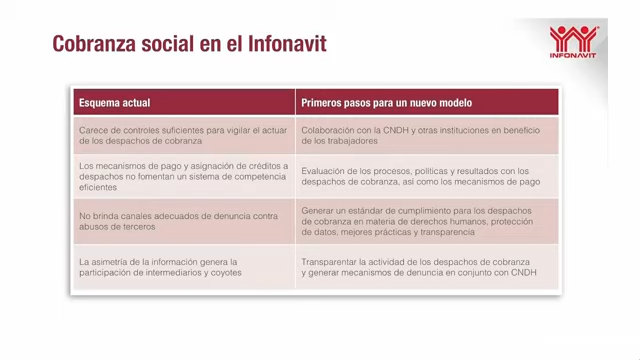 Cobranza social en el Infonavit
INFONAVIT
Esquema actual
Primeros pasos para un nuevo modelo
Carece de controles suficientes para vigilar el actuar
de los despachos de cobranza
Colaboración con la CNDH y otras instituciones en beneficio
de los trabajadores
Los mecanismos de pago y asignación de créditos a
despachos no fomentan un sistema de competencia
eficientes
Evaluación de los procesos, políticas y resultados con los
despachos de cobranza, así como los mecanismos de pago
No brinda canales adecuados de denuncia contra
abusos de terceros
Generar un estándar de cumplimiento para los despachos
de cobranza en materia de derechos humanos, protección
de datos, mejores prácticas y transparencia
La asimetría de la información genera la
participación de intermediarios y coyotes
Transparentar la actividad de los despachos de cobranza
y generar mecanismos de denuncia en conjunto con CNDH